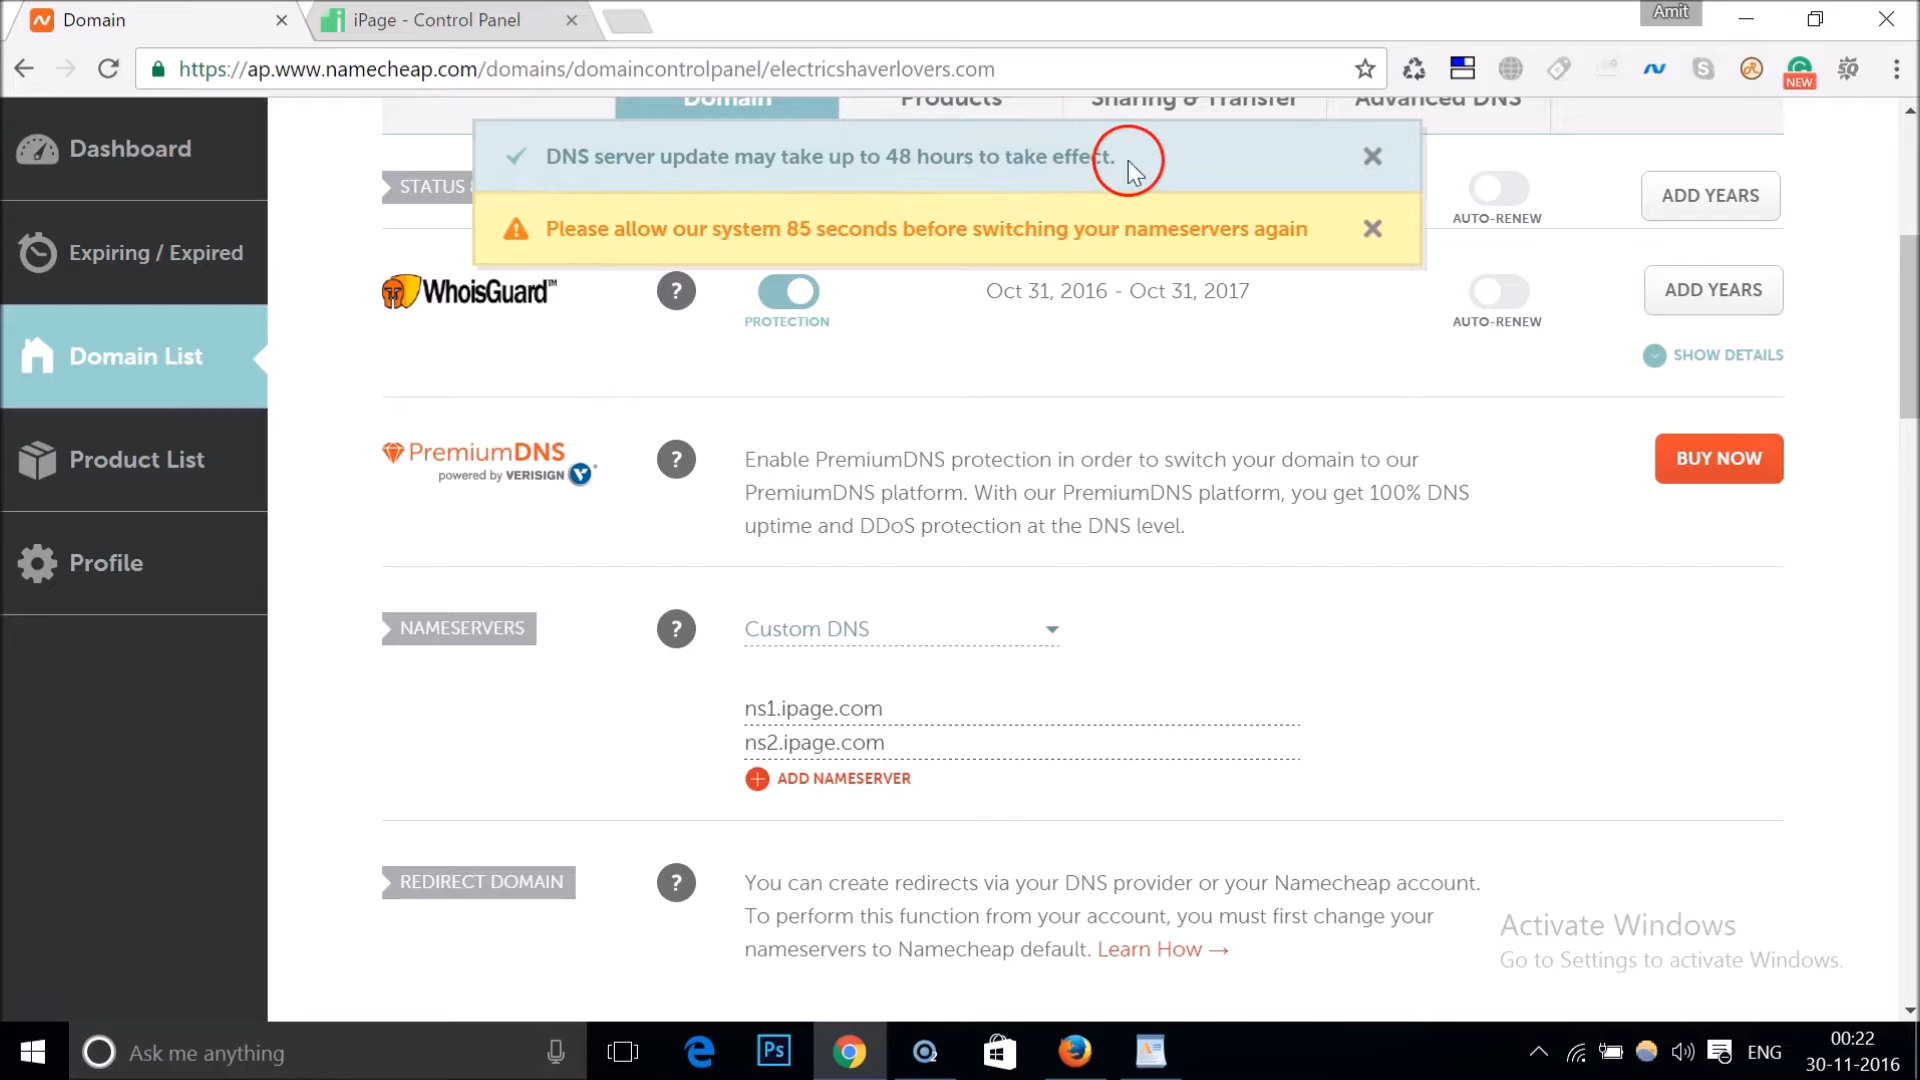 Domain
iPage - Control Panel
Amit
https://ap.www.namecheap.com/domains/domaincontrolpanel/electricshaverlovers.com
NEW
Domain
Products
Sharing & Transfer
Advanced DNS
Dashboard
Expiring / Expired
Domain List
Product List
Profile
DNS server update may take up to 48 hours to take effect.
Please allow our system 85 seconds before switching your nameservers again
STATUS
AUTO-RENEW
ADD YEARS
WhoisGuard™
?
PROTECTION
Oct 31, 2016 - Oct 31, 2017
AUTO-RENEW
ADD YEARS
SHOW DETAILS
PremiumDNS
powered by VERISIGN
?
Enable PremiumDNS protection in order to switch your domain to our
PremiumDNS platform. With our PremiumDNS platform, you get 100% DNS
uptime and DDoS protection at the DNS level.
BUY NOW
NAMESERVERS
?
Custom DNS
ns1.ipage.com
ns2.ipage.com
ADD NAMESERVER
REDIRECT DOMAIN
?
You can create redirects via your DNS provider or your Namecheap account.
To perform this function from your account, you must first change your
nameservers to Namecheap default. Learn How →
Activate Windows
Go to Settings to activate Windows.
Ask me anything
Ps
ENG
00:22
30-11-2016